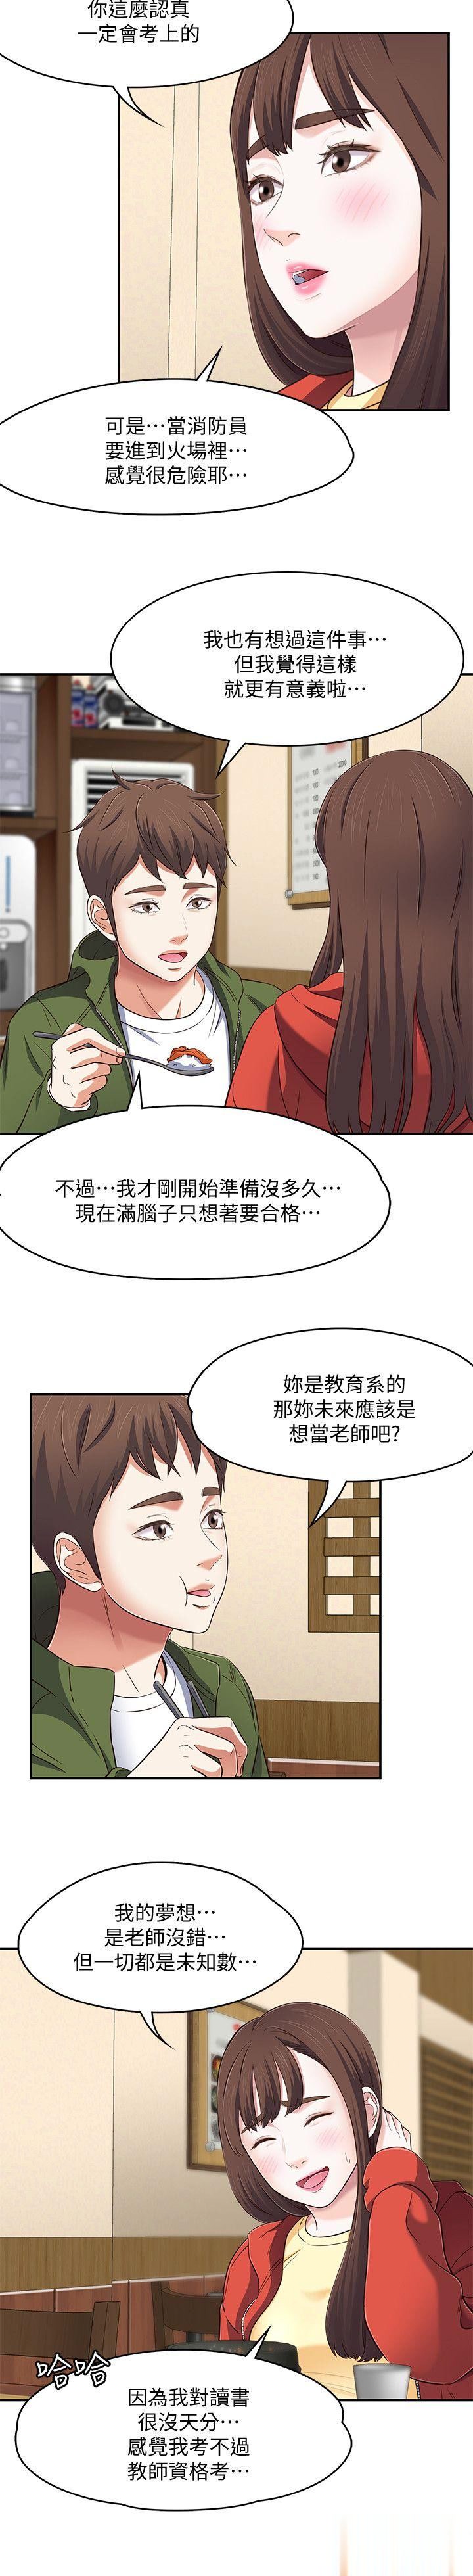 你這麼認真
一定會考上的
可是⋯當消防員
要進到火場裡⋯
感覺很危險耶⋯
我也有想過這件事⋯
但我覺得這樣
就更有意義啦⋯
不過⋯我才剛開始準備沒多久⋯
現在滿腦子只想著要合格⋯
妳是教育系的
那妳未來應該是
想當老師吧?
我的夢想⋯
是老師沒錯⋯
但一切都是未知數⋯
哈哈
因為我對讀書
很沒天分⋯
感覺我考不過
教師資格考⋯